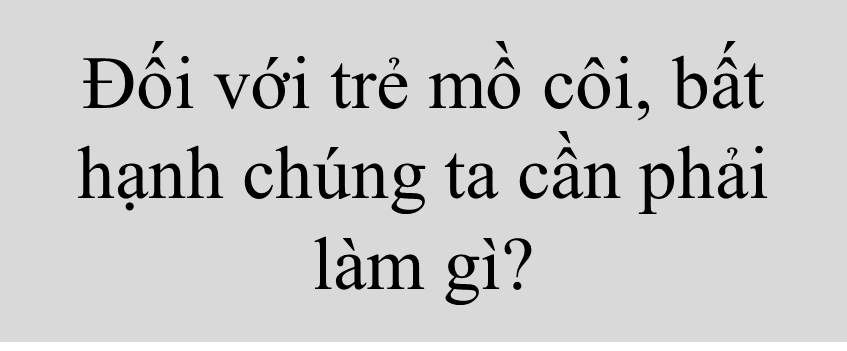 Đối với trẻ mồ côi, bất
hạnh chúng ta cần phải
làm gì?